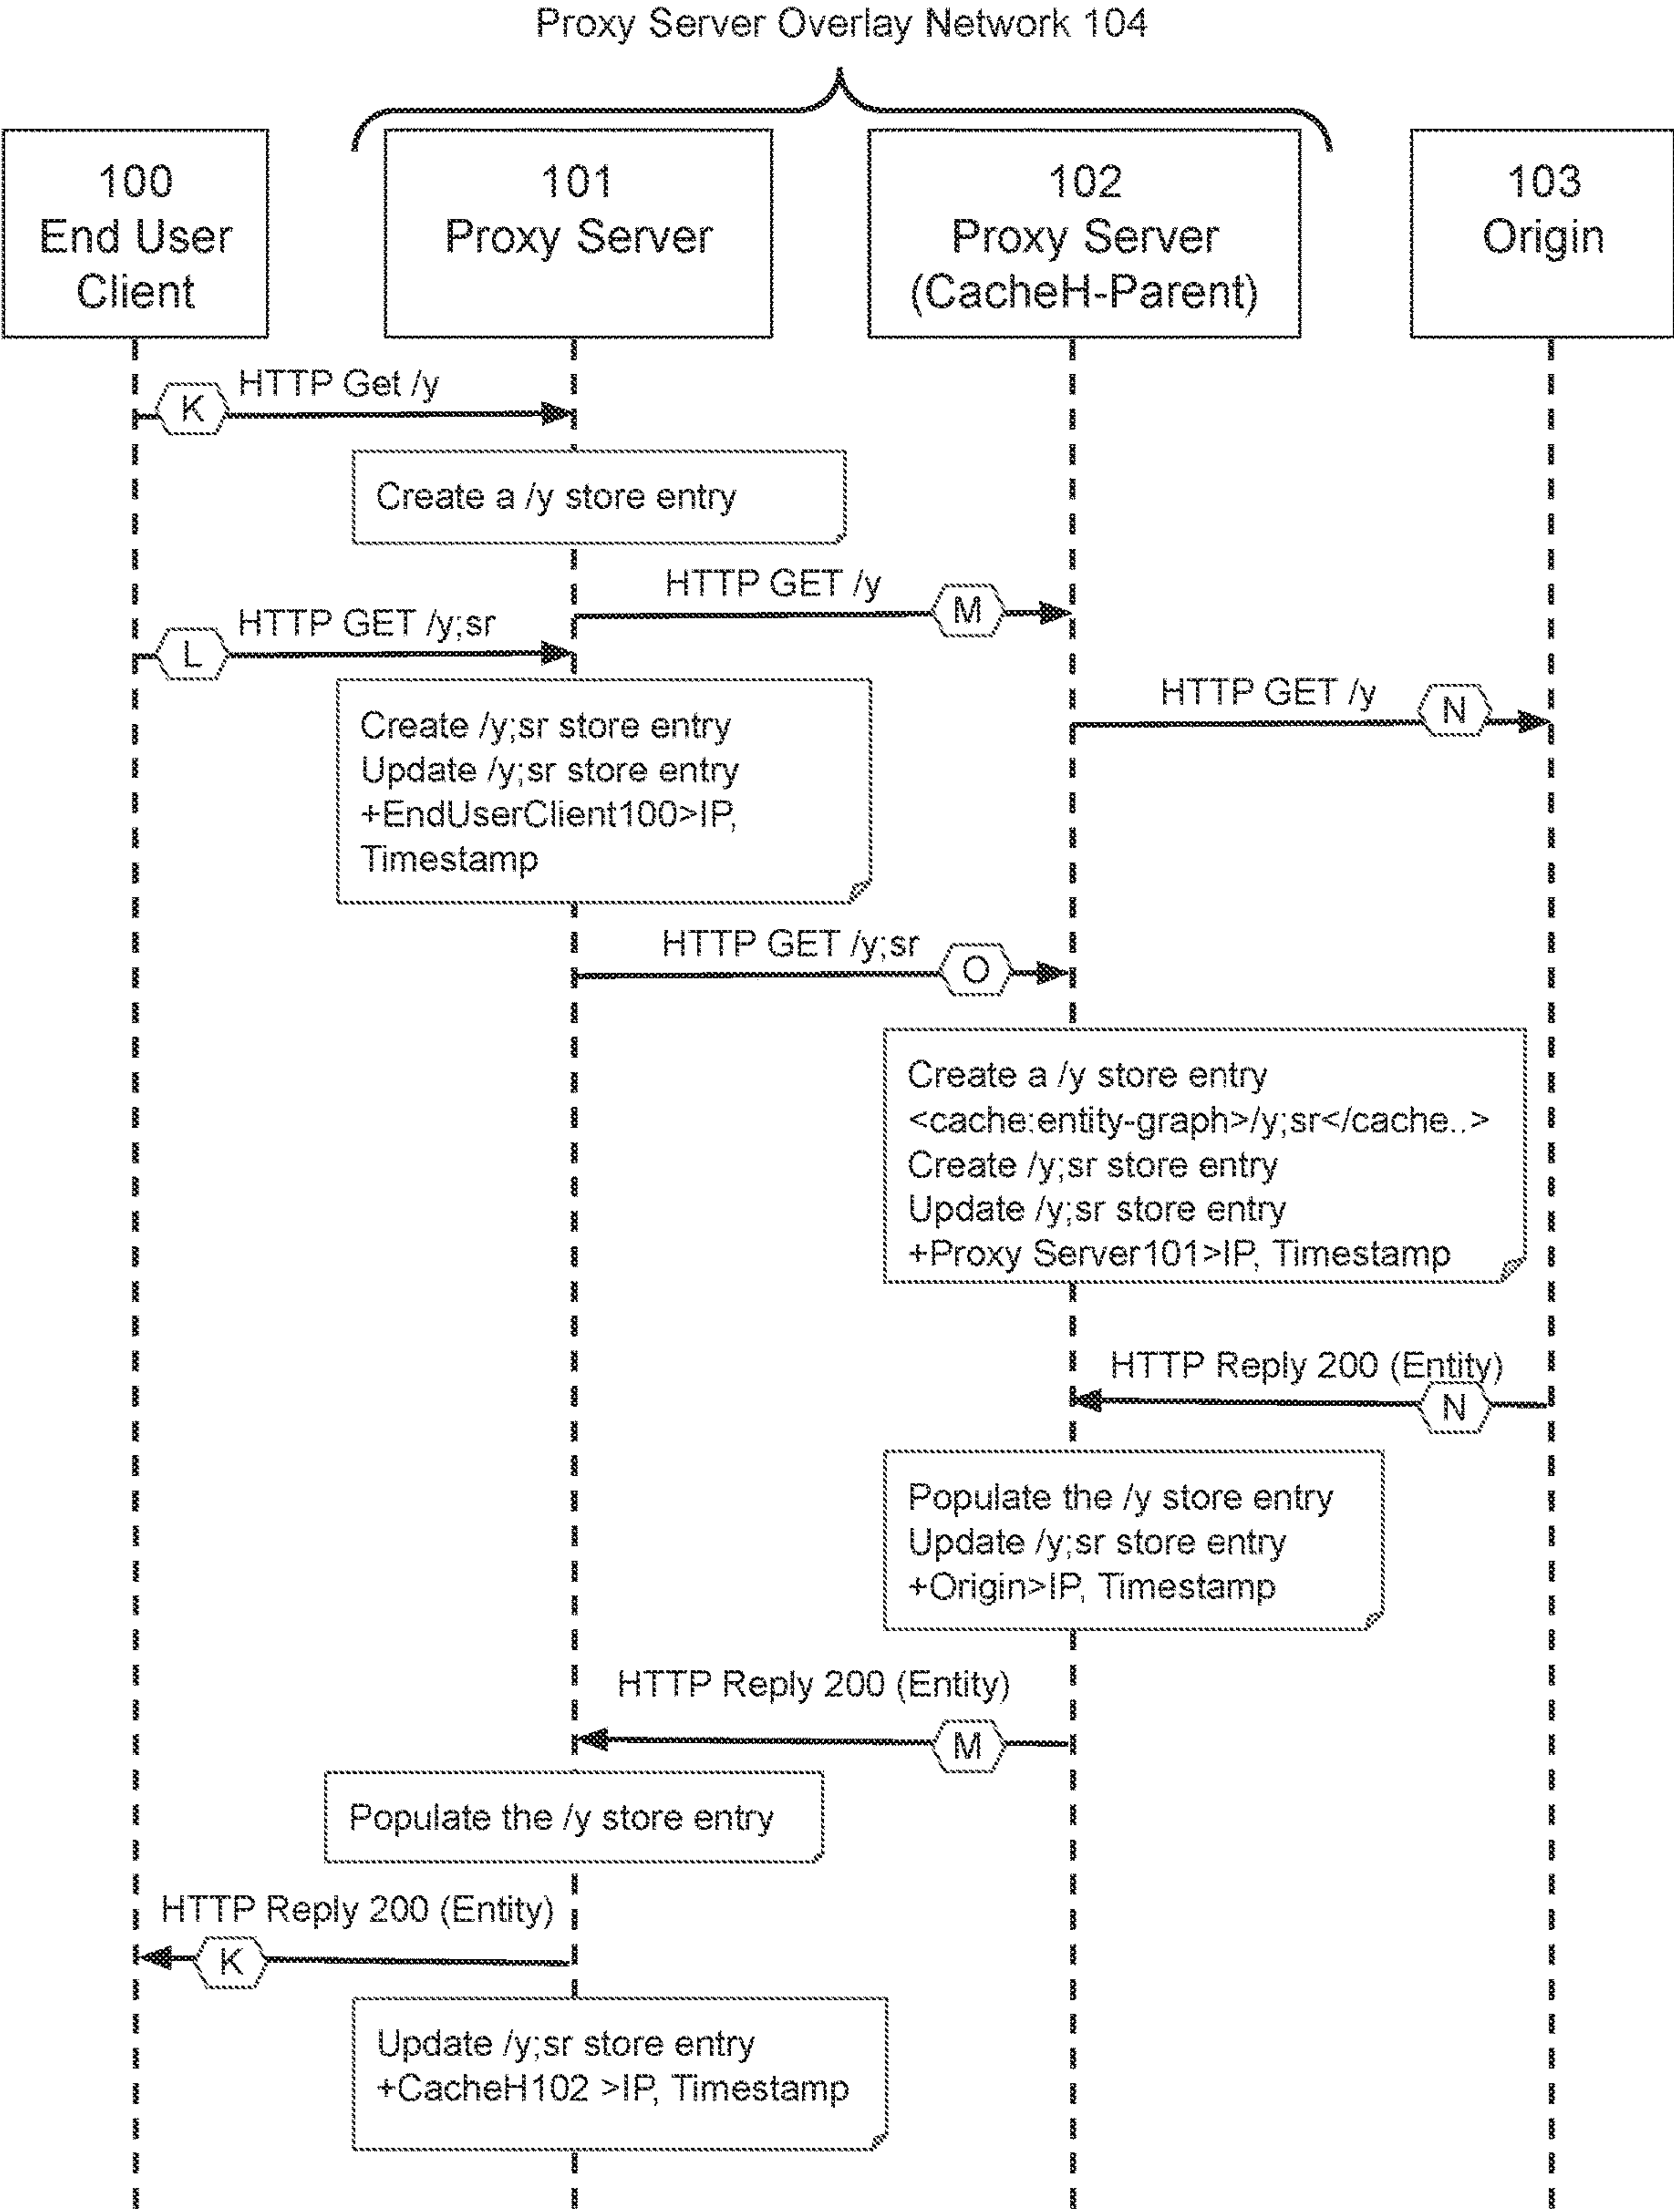 Proxy Server Overlay Network 104
100
End User
Client
101
Proxy Server
102
Proxy Server
(CacheH-Parent)
103
Origin
HTTP Get /y
K
Create a /y store entry
HTTP GET /y
M
HTTP GET /y;sr
L
HTTP GET /y
N
Create /y;sr store entry
Update /y;sr store entry
+EndUserClient100>IP,
Timestamp
HTTP GET /y;sr
O
Create a /y store entry
<cache:entity-graph>/y;sr</cache..>
Create /y;sr store entry
Update /y;sr store entry
+Proxy Server101>IP, Timestamp
HTTP Reply 200 (Entity)
N
Populate the /y store entry
Update /y;sr store entry
+Origin>IP, Timestamp
HTTP Reply 200 (Entity)
M
Populate the /y store entry
HTTP Reply 200 (Entity)
K
Update /y;sr store entry
+CacheH102 >IP, Timestamp